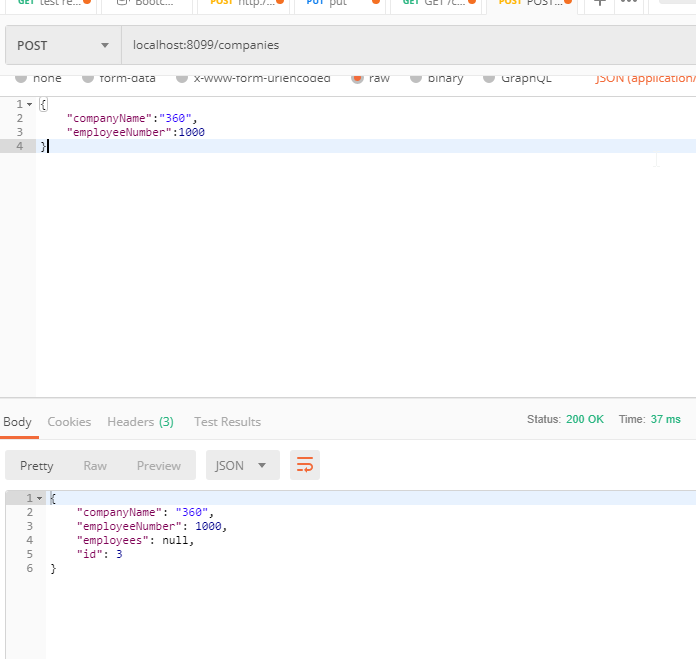 GET test re...
Bootc...
POST http:/...
PUT put
GET GET /c...
POST POST...
POST
localhost:8099/companies
none form-data x-www-form-urlencoded raw binary GraphQL JSON (application/
1 {
2 "companyName":"360",
3 "employeeNumber":1000
4 }
Body Cookies Headers (3) Test Results Status: 200 OK Time: 37 ms
Pretty Raw Preview JSON
1 {
2 "companyName": "360",
3 "employeeNumber": 1000,
4 "employees": null,
5 "id": 3
6 }